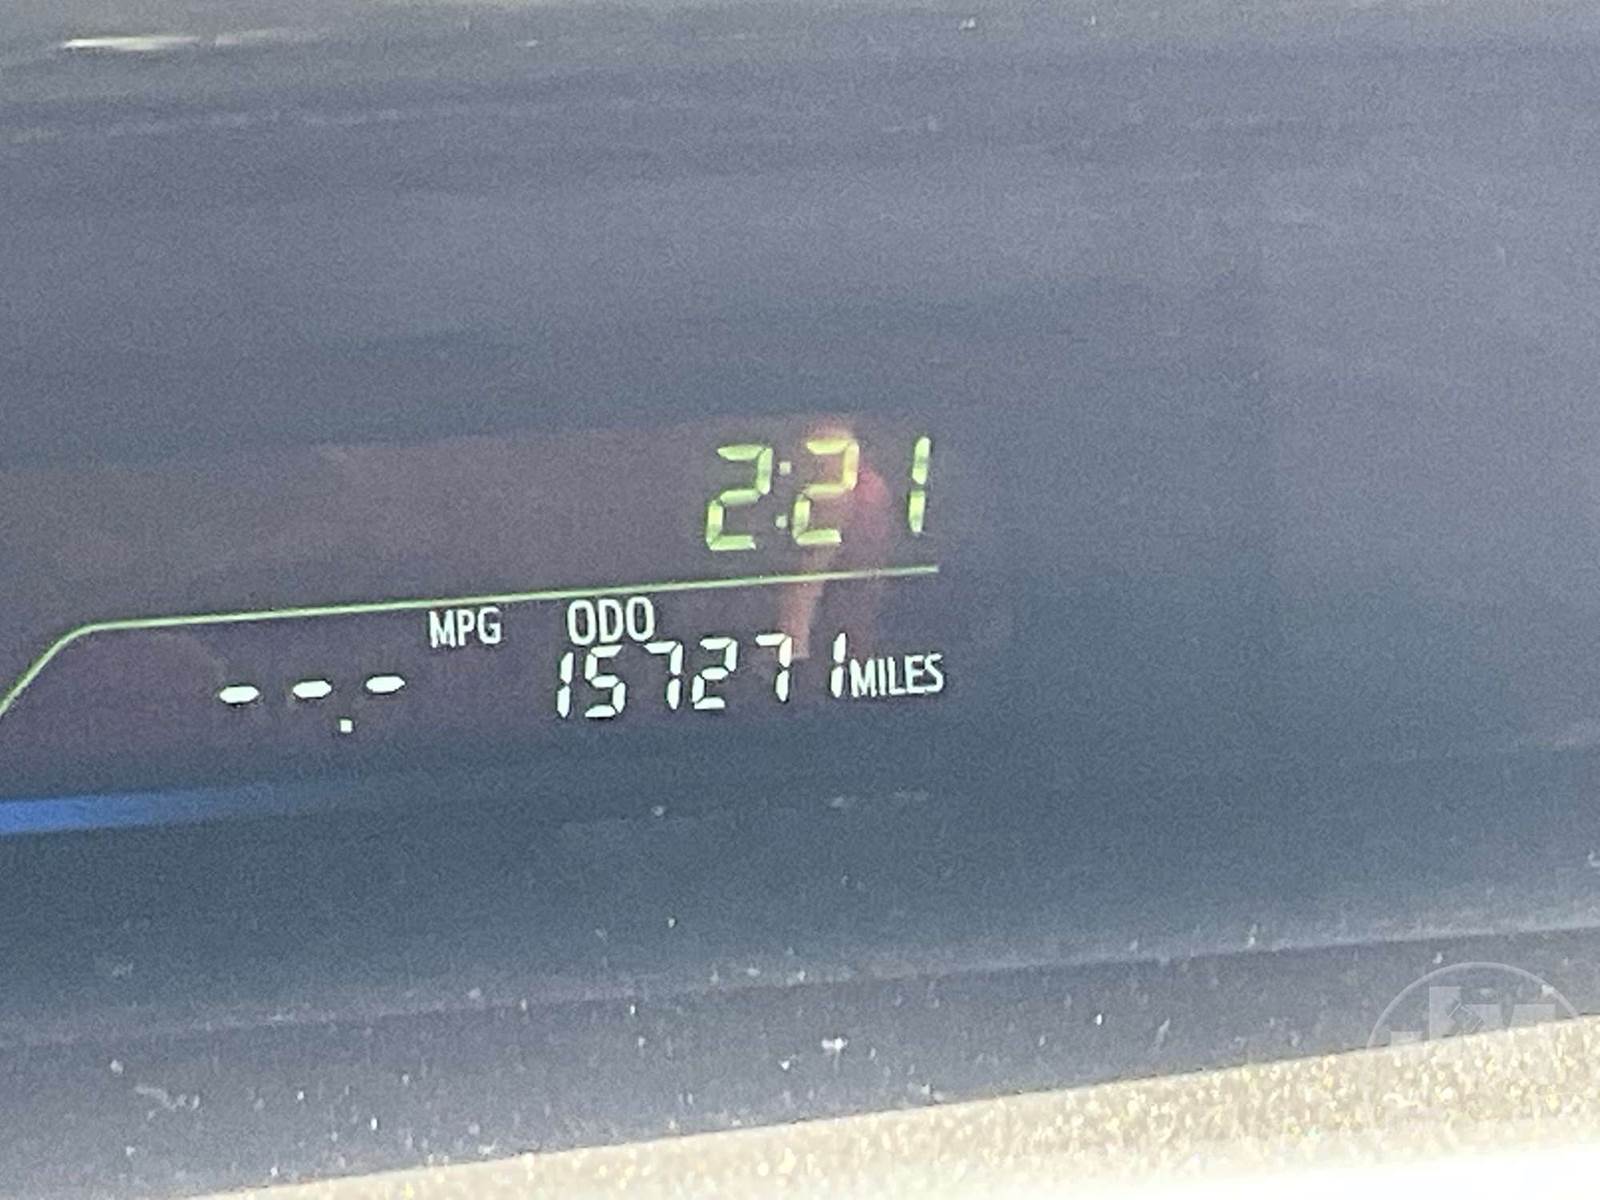 2:21
MPG ODO
--.- 157271 MILES